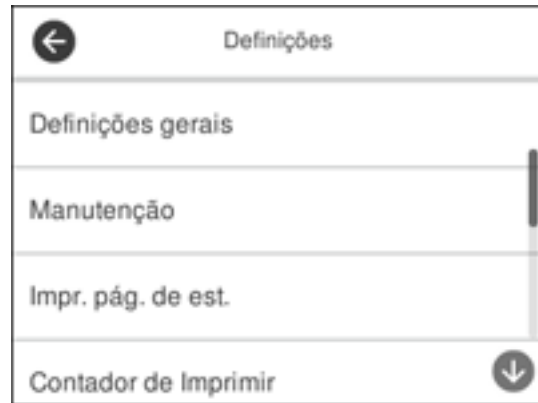 Definições
Definições gerais
Manutenção
Impr. pág. de est.
Contador de Imprimir